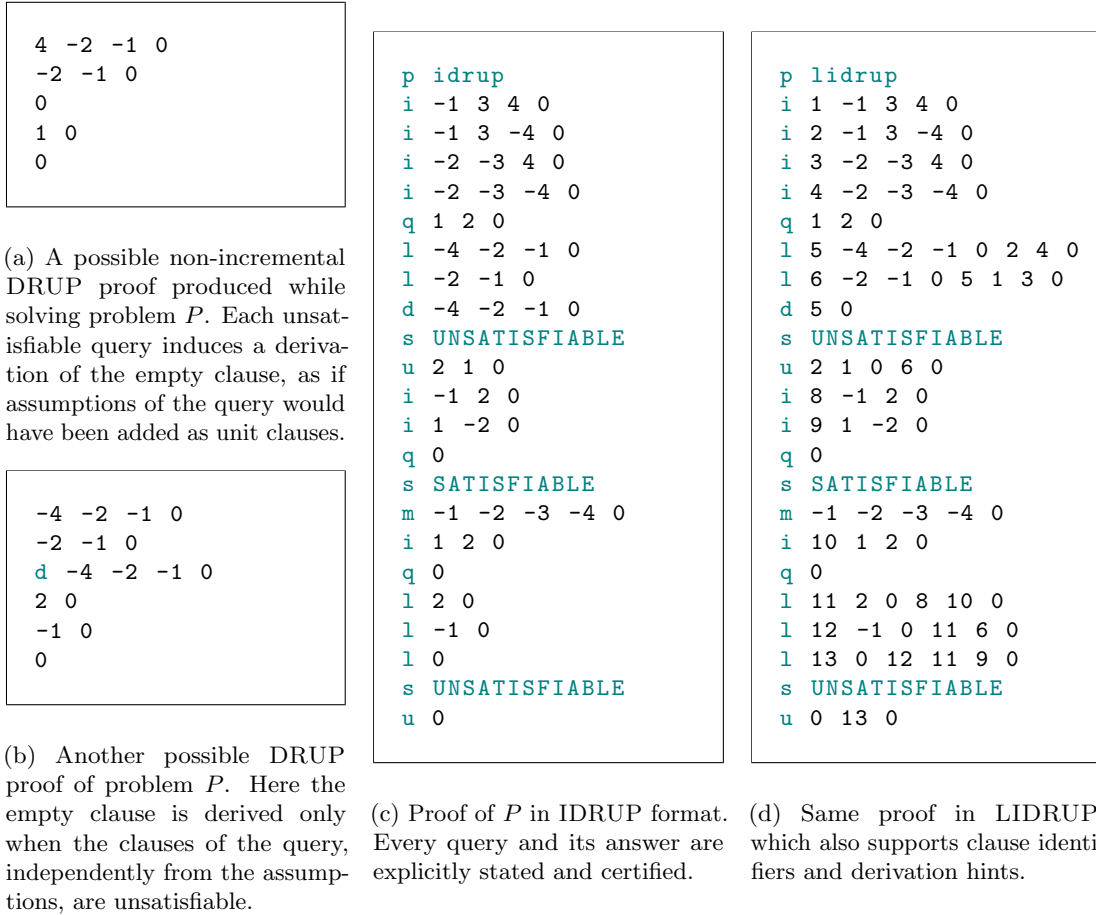 4 -2 -1 0
-2 -1 0
0
1 0
0
(a) A possible non-incremental
DRUP proof produced while
solving problem P. Each unsat-
isfiable query induces a deriva-
tion of the empty clause, as if
assumptions of the query would
have been added as unit clauses.
-4 -2 -1 0
-2 -1 0
d -4 -2 -1 0
2 0
-1 0
0
(b) Another possible DRUP
proof of problem P. Here the
empty clause is derived only
when the clauses of the query,
independently from the assump-
tions, are unsatisfiable.
p idrup
i -1 3 4 0
i -1 3 -4 0
i -2 -3 4 0
i -2 -3 -4 0
q 1 2 0
l -4 -2 -1 0
l -2 -1 0
d -4 -2 -1 0
s UNSATISFIABLE
u 2 1 0
i -1 2 0
i 1 -2 0
q 0
s SATISFIABLE
m -1 -2 -3 -4 0
i 1 2 0
q 0
l 2 0
l -1 0
l 0
s UNSATISFIABLE
u 0
(c) Proof of P in IDRUP format.
Every query and its answer are
explicitly stated and certified.
p lidrup
i 1 -1 3 4 0
i 2 -1 3 -4 0
i 3 -2 -3 4 0
i 4 -2 -3 -4 0
q 1 2 0
l 5 -4 -2 -1 0 2 4 0
l 6 -2 -1 0 5 1 3 0
d 5 0
s UNSATISFIABLE
u 2 1 0 6 0
i 8 -1 2 0
i 9 1 -2 0
q 0
s SATISFIABLE
m -1 -2 -3 -4 0
i 10 1 2 0
q 0
l 11 2 0 8 10 0
l 12 -1 0 11 6 0
l 13 0 12 11 9 0
s UNSATISFIABLE
u 0 13 0
(d) Same proof in LIDRUP
which also supports clause identi
fiers and derivation hints.